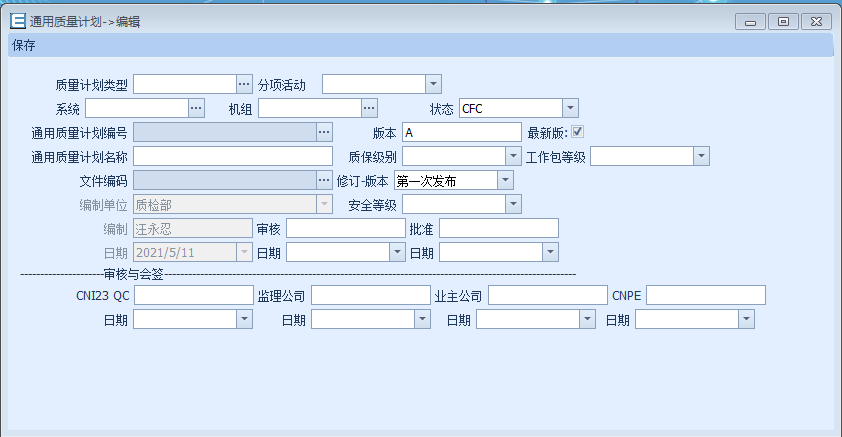 通用质量计划->编辑
保存
质量计划类型 分项活动
系统 机组 状态 CFC
通用质量计划编号 版本 A 最新版:
通用质量计划名称 质保级别 工作包等级
文件编码 修订-版本 第一次发布
编制单位 质检部 安全等级
编制 汪永忍 审核 批准
日期 2021/5/11 日期 日期
审核与会签
CNI23 QC 监理公司 业主公司 CNPE
日期 日期 日期 日期